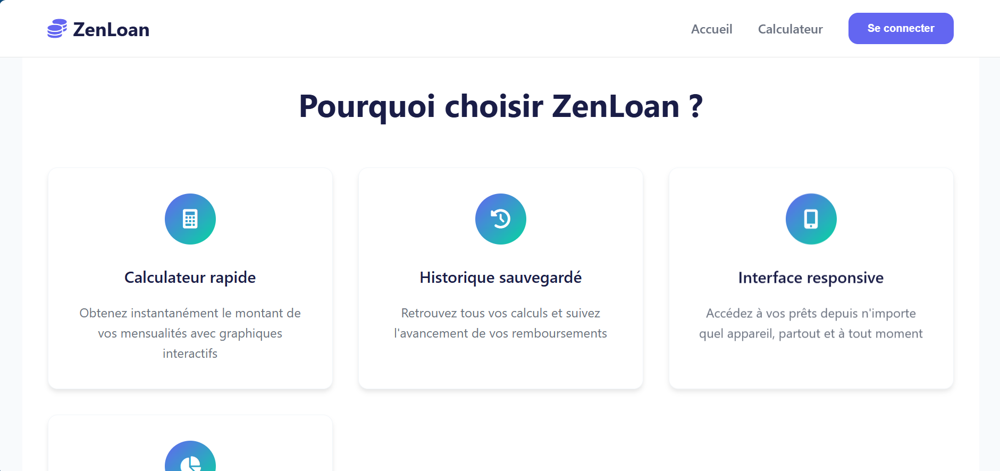 ZenLoan
Accueil
Calculateur
Se connecter
Pourquoi choisir ZenLoan ?
Calculateur rapide
Obtenez instantanément le montant de
vos mensualités avec graphiques
interactifs
Historique sauvegardé
Retrouvez tous vos calculs et suivez
l'avancement de vos remboursements
Interface responsive
Accédez à vos prêts depuis n'importe
quel appareil, partout et à tout moment